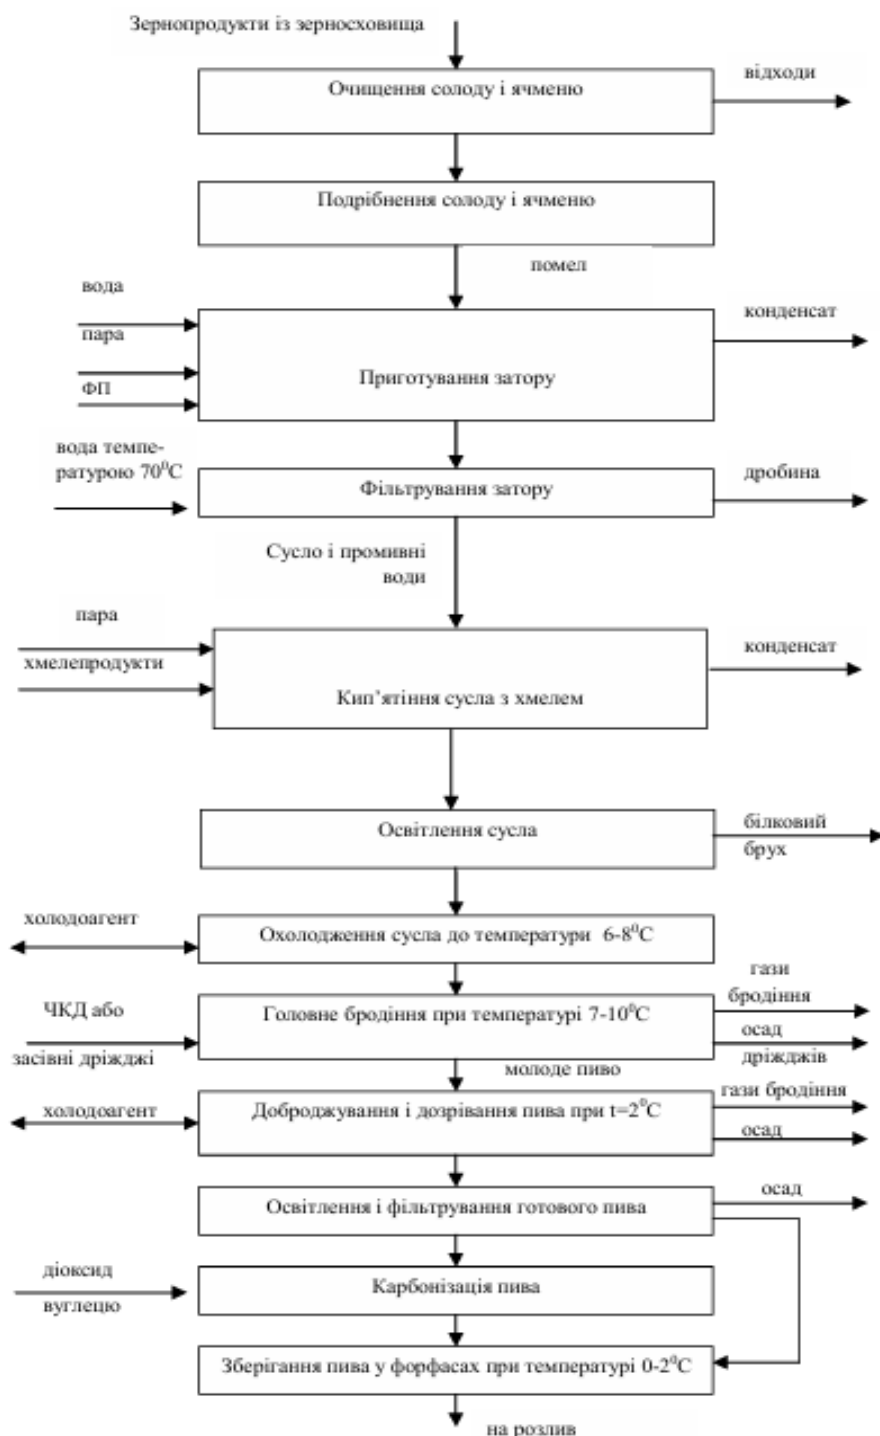 Зернопродукти із зерносховища
Очищення солоду і ячменю
відходи
Подрібнення солоду і ячменю
помел
вода
пара
ФП
Приготування затору
конденсат
вода темпе-
ратурою 70⁰С
Фільтрування затору
дробина
Сусло і промивні
води
пара
хмелепродукти
Кип’ятіння сусла з хмелем
конденсат
Освітлення сусла
білковий
брух
холодоагент
Охолодження сусла до температури 6-8⁰С
ЧКД або
засівні дріжджі
Головне бродіння при температурі 7-10⁰С
гази
бродіння
осад
дріжджів
молоде пиво
холодоагент
Доброджування і дозрівання пива при t=2⁰С
гази бродіння
осад
Освітлення і фільтрування готового пива
осад
діоксид
вуглецю
Карбонізація пива
Зберігання пива у форфасах при температурі 0-2⁰С
на розлив